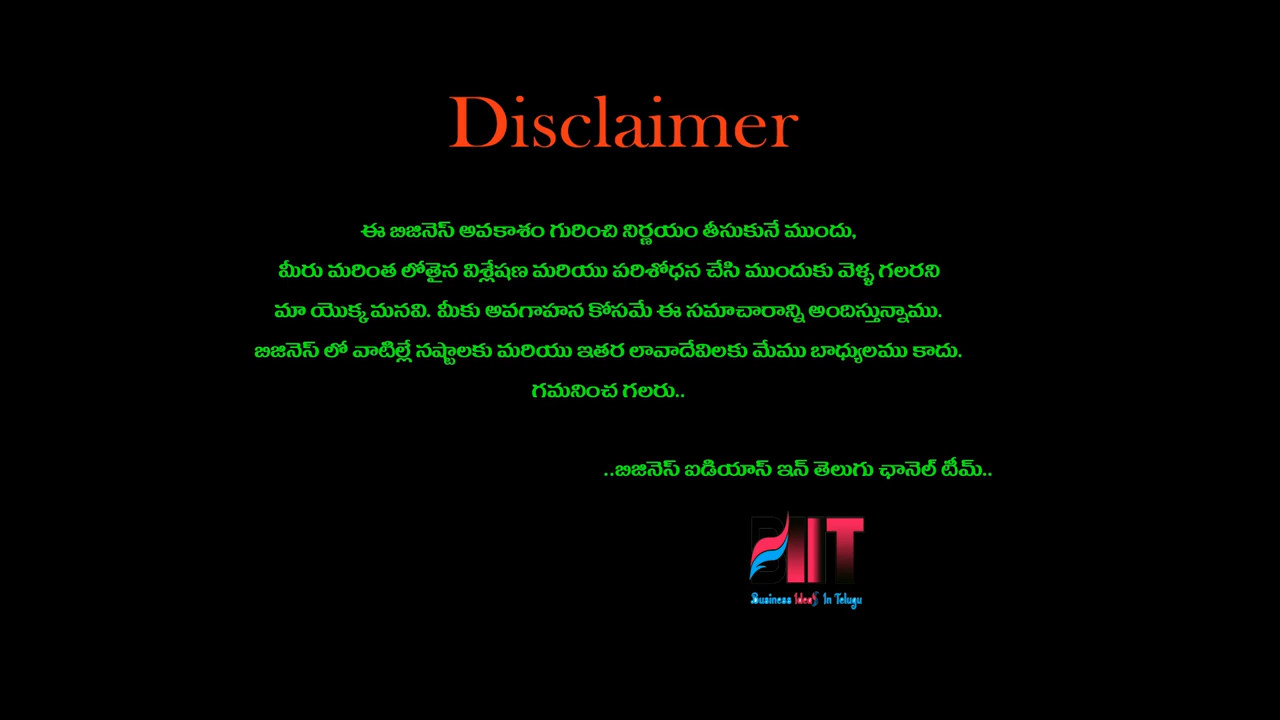 Disclaimer
ఈ బిజినెస్ అవకాశం గురించి నిర్ణయం తీసుకునే ముందు,
మీరు మరింత లోతైన విశ్లేషణ మరియు పరిశోధన చేసి ముందుకు వెళ్ళ గలరని
మా యొక్క మనవి. మీకు అవగాహన కోసమే ఈ సమాచారాన్ని అందిస్తున్నాము.
బిజినెస్ లో వాటిల్లే నష్టాలకు మరియు ఇతర లావాదేవిలకు మేము బాధ్యులము కాదు.
గమనించ గలరు..
..బిజినెస్ ఐడియాస్ ఇన్ తెలుగు ఛానెల్ టీమ్..
BIIT
Business Ideas In Telugu